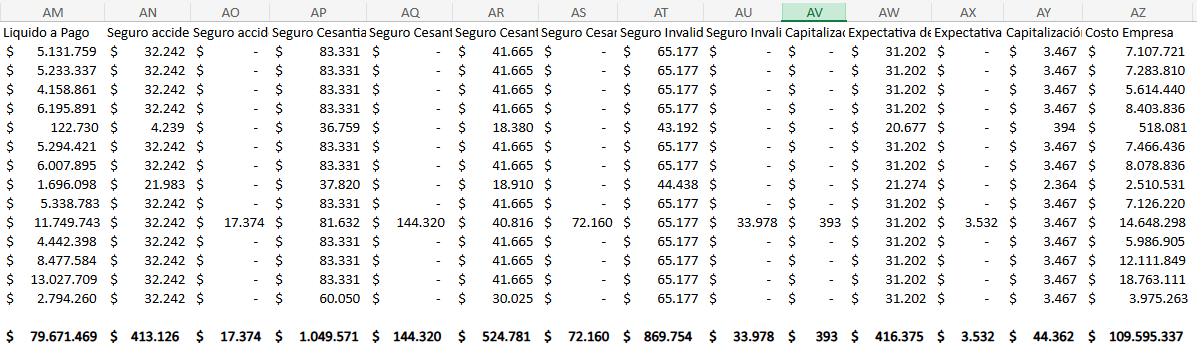 AM AN AO AP AQ AR AS AT AU AV AW AX AY AZ
Liquido a Pago Seguro accide Seguro accid Seguro Cesantia Seguro Cesant Seguro Cesant Seguro Cesan Seguro Invalid Seguro Invali Capitalizac Expectativa de Expectativa Capitalizació Costo Empresa
$ 5.131.759 $ 32.242 $ - $ 83.331 $ - $ 41.665 $ - $ 65.177 $ - $ - $ 31.202 $ - $ 3.467 $ 7.107.721
$ 5.233.337 $ 32.242 $ - $ 83.331 $ - $ 41.665 $ - $ 65.177 $ - $ - $ 31.202 $ - $ 3.467 $ 7.283.810
$ 4.158.861 $ 32.242 $ - $ 83.331 $ - $ 41.665 $ - $ 65.177 $ - $ - $ 31.202 $ - $ 3.467 $ 5.614.440
$ 6.195.891 $ 32.242 $ - $ 83.331 $ - $ 41.665 $ - $ 65.177 $ - $ - $ 31.202 $ - $ 3.467 $ 8.403.836
$ 122.730 $ 4.239 $ - $ 36.759 $ - $ 18.380 $ - $ 43.192 $ - $ - $ 20.677 $ - $ 394 $ 518.081
$ 5.294.421 $ 32.242 $ - $ 83.331 $ - $ 41.665 $ - $ 65.177 $ - $ - $ 31.202 $ - $ 3.467 $ 7.466.436
$ 6.007.895 $ 32.242 $ - $ 83.331 $ - $ 41.665 $ - $ 65.177 $ - $ - $ 31.202 $ - $ 3.467 $ 8.078.836
$ 1.696.098 $ 21.983 $ - $ 37.820 $ - $ 18.910 $ - $ 44.438 $ - $ - $ 21.274 $ - $ 2.364 $ 2.510.531
$ 5.338.783 $ 32.242 $ - $ 83.331 $ - $ 41.665 $ - $ 65.177 $ - $ - $ 31.202 $ - $ 3.467 $ 7.126.220
$ 11.749.743 $ 32.242 $ 17.374 $ 81.632 $ 144.320 $ 40.816 $ 72.160 $ 65.177 $ 33.978 $ 393 $ 31.202 $ 3.532 $ 3.467 $ 14.648.298
$ 4.442.398 $ 32.242 $ - $ 83.331 $ - $ 41.665 $ - $ 65.177 $ - $ - $ 31.202 $ - $ 3.467 $ 5.986.905
$ 8.477.584 $ 32.242 $ - $ 83.331 $ - $ 41.665 $ - $ 65.177 $ - $ - $ 31.202 $ - $ 3.467 $ 12.111.849
$ 13.027.709 $ 32.242 $ - $ 83.331 $ - $ 41.665 $ - $ 65.177 $ - $ - $ 31.202 $ - $ 3.467 $ 18.763.111
$ 2.794.260 $ 32.242 $ - $ 60.050 $ - $ 30.025 $ - $ 65.177 $ - $ - $ 31.202 $ - $ 3.467 $ 3.975.263
$ 79.671.469 $ 413.126 $ 17.374 $ 1.049.571 $ 144.320 $ 524.781 $ 72.160 $ 869.754 $ 33.978 $ 393 $ 416.375 $ 3.532 $ 44.362 $ 109.595.337